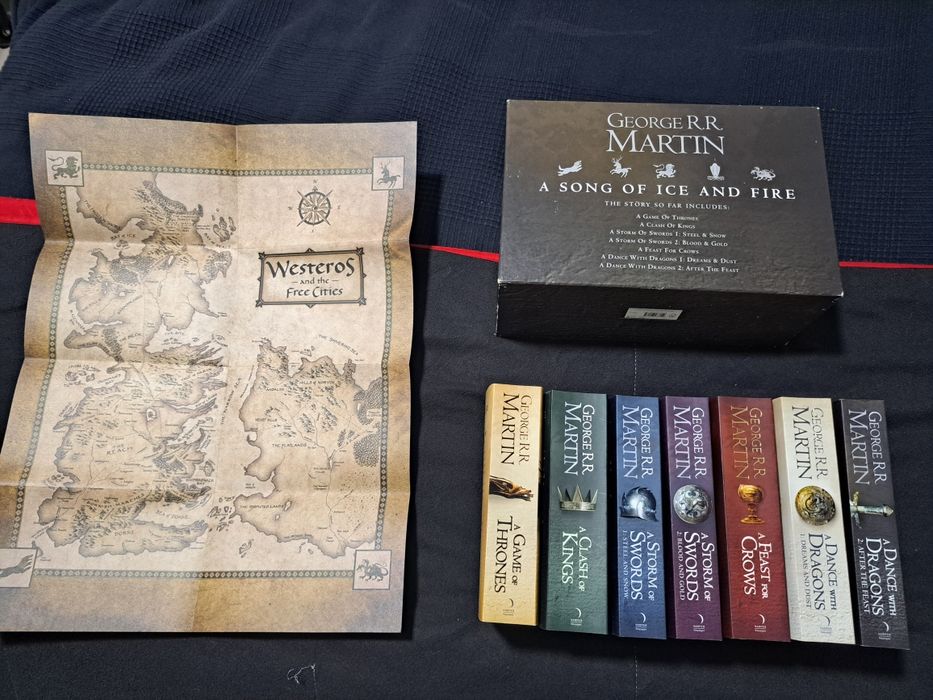 Westeros
and the
Free Cities
THE FLATLANDS
DORNE
GEORGE R.R.
MARTIN
A SONG OF ICE AND FIRE
THE STORY SO FAR INCLUDES:
A GAME OF THRONES
A CLASH OF KINGS
A STORM OF SWORDS 1: STEEL & SNOW
A STORM OF SWORDS 2: BLOOD & GOLD
A FEAST FOR CROWS
A DANCE WITH DRAGONS 1: DREAMS & DUST
A DANCE WITH DRAGONS 2: AFTER THE FEAST
GEORGE R.R.
MARTIN
A GAME OF
THRONES
GEORGE R.R.
MARTIN
A CLASH OF
KINGS
GEORGE R.R.
MARTIN
A STORM OF
SWORDS
1: STEEL AND SNOW
GEORGE R.R.
MARTIN
A STORM OF
SWORDS
2: BLOOD AND GOLD
GEORGE R.R.
MARTIN
A FEAST FOR
CROWS
GEORGE R.R.
MARTIN
A DANCE WITH
DRAGONS
1: DREAMS AND DUST
GEORGE R.R.
MARTIN
A DANCE WITH
DRAGONS
2: AFTER THE FEAST